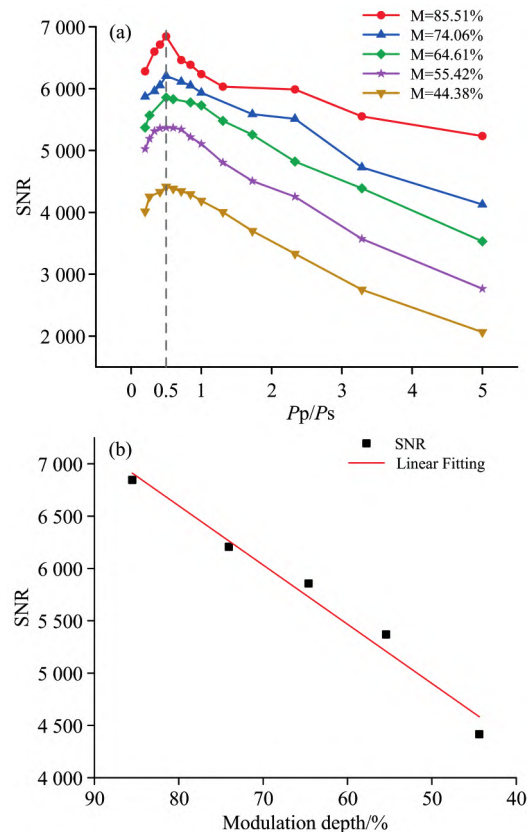 (a)
M=85.51%
M=74.06%
M=64.61%
M=55.42%
M=44.38%
7 000
6 000
5 000
4 000
3 000
2 000
SNR
0 0.5 1 2 3 4 5
Pp/Ps
(b)
SNR
Linear Fitting
7 000
6 500
6 000
5 500
5 000
4 500
4 000
SNR
90 80 70 60 50 40
Modulation depth/%